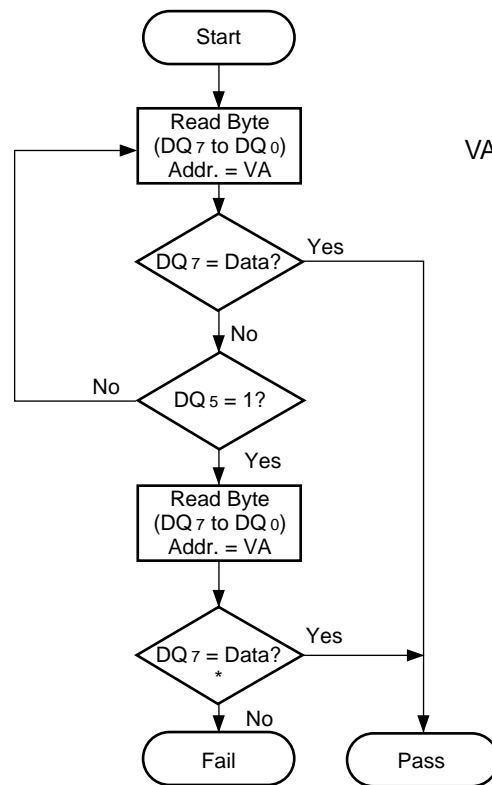 Start
Read Byte
(DQ7 to DQ0)
Addr. = VA
VA
DQ7 = Data?
Yes
No
No
DQ5 = 1?
Yes
Read Byte
(DQ7 to DQ0)
Addr. = VA
Yes
DQ7 = Data?
*
No
Fail
Pass